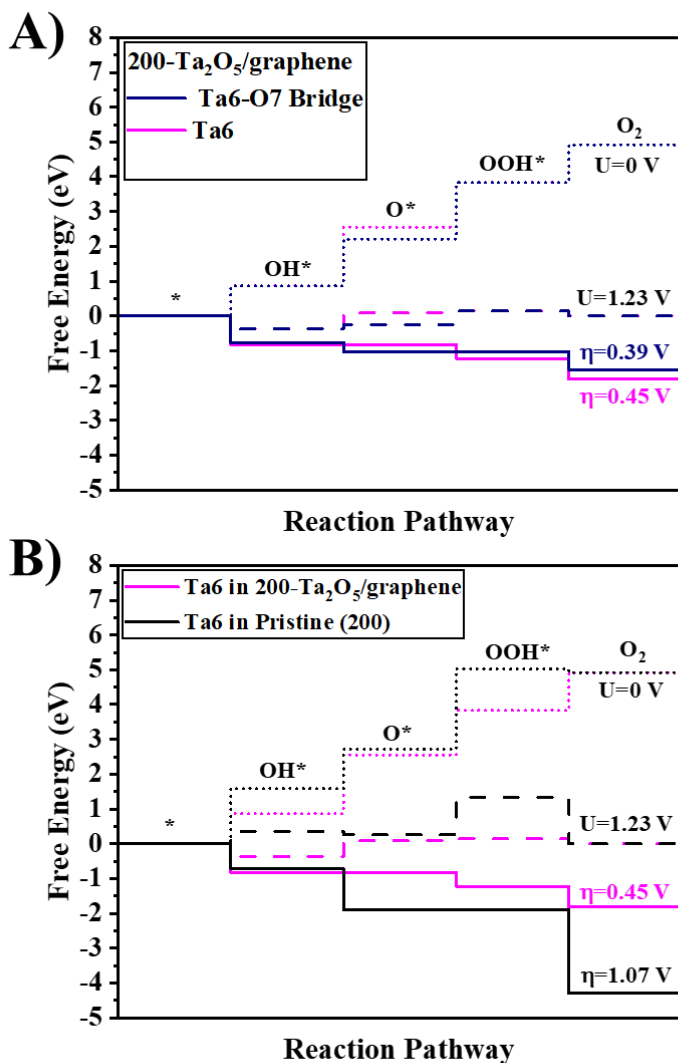 A)
8
7
6
5
4
3
2
1
0
-1
-2
-3
-4
-5
Free Energy (eV)
200-Ta₂O₅/graphene
Ta6-O7 Bridge
Ta6
*
OH*
O*
OOH*
O₂
U=0 V
U=1.23 V
η=0.39 V
η=0.45 V
Reaction Pathway
B)
8
7
6
5
4
3
2
1
0
-1
-2
-3
-4
-5
Free Energy (eV)
Ta6 in 200-Ta₂O₅/graphene
Ta6 in Pristine (200)
*
OH*
O*
OOH*
O₂
U=0 V
U=1.23 V
η=0.45 V
η=1.07 V
Reaction Pathway